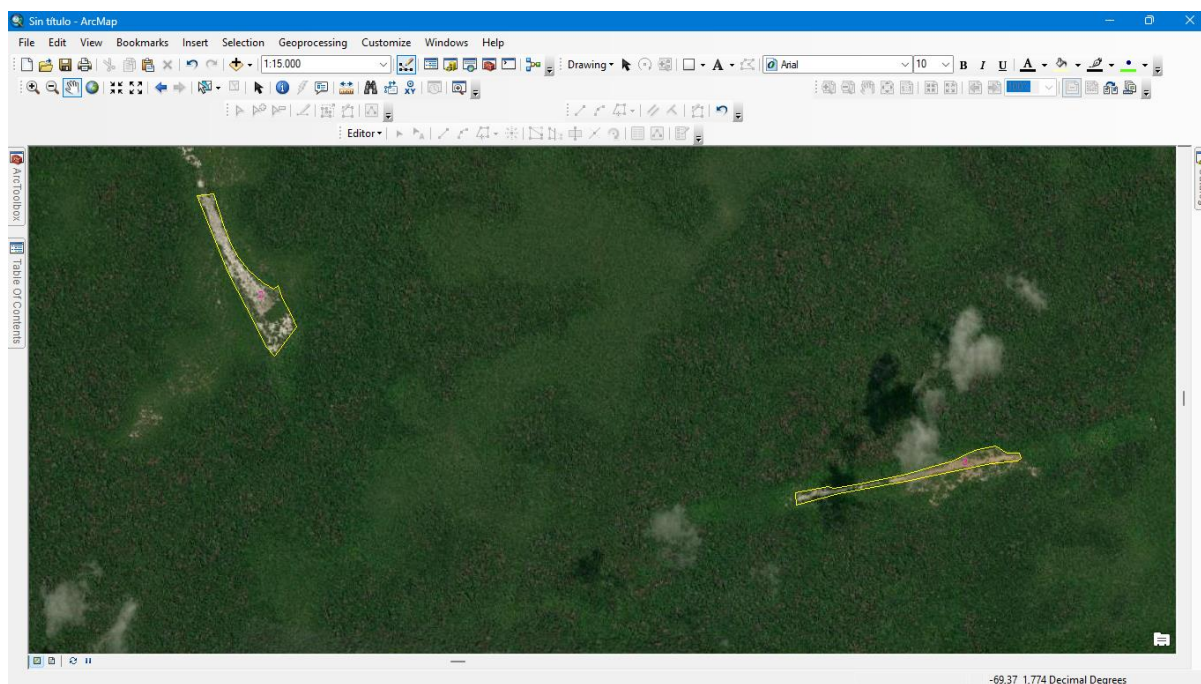 Sin título - ArcMap
File Edit View Bookmarks Insert Selection Geoprocessing Customize Windows Help
1:15.000 Drawing Arial 10 B I U A
Editor
ArcToolbox
Table Of Contents
-69,37 1,774 Decimal Degrees